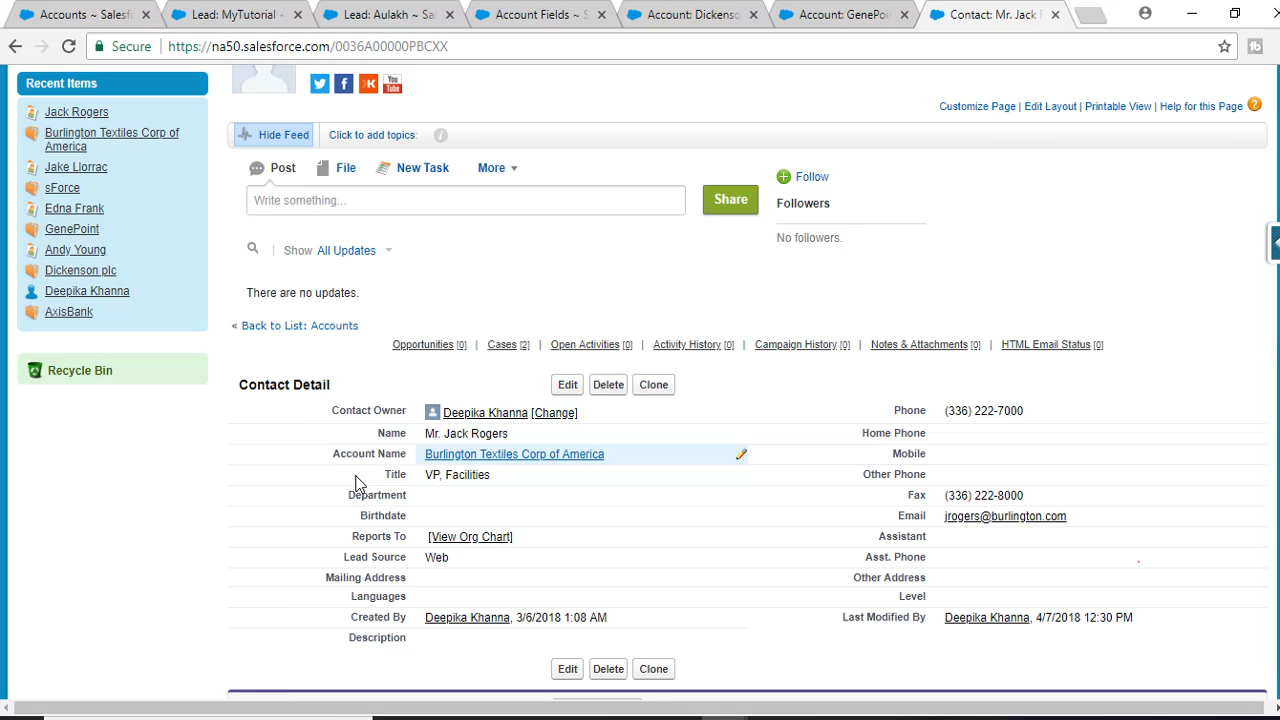 Accounts ~ Salesf
Lead: MyTutorial ~
Lead: Aulakh ~ Sa
Account Fields ~ S
Account: Dickenso
Account: GenePoi
Contact: Mr. Jack F
Secure
https://na50.salesforce.com/0036A00000PBCXX
Recent Items
Jack Rogers
Burlington Textiles Corp of
America
Jake Llorrac
sForce
Edna Frank
GenePoint
Andy Young
Dickenson plc
Deepika Khanna
AxisBank
Recycle Bin
You
Tube
Customize Page | Edit Layout | Printable View | Help for this Page
Hide Feed
Click to add topics:
Post
File
New Task
More
Write something...
Share
Follow
Followers
No followers.
Show All Updates
There are no updates.
« Back to List: Accounts
Opportunities [0] | Cases [2] | Open Activities [0] | Activity History [0] | Campaign History [0] | Notes & Attachments [0] | HTML Email Status [0]
Contact Detail
Edit
Delete
Clone
Contact Owner Deepika Khanna [Change] Phone (336) 222-7000
Name Mr. Jack Rogers Home Phone
Account Name Burlington Textiles Corp of America Mobile
Title VP, Facilities Other Phone
Department Fax (336) 222-8000
Birthdate Email jrogers@burlington.com
Reports To [View Org Chart] Assistant
Lead Source Web Asst. Phone
Mailing Address Other Address
Languages Level
Created By Deepika Khanna, 3/6/2018 1:08 AM Last Modified By Deepika Khanna, 4/7/2018 12:30 PM
Description
Edit
Delete
Clone